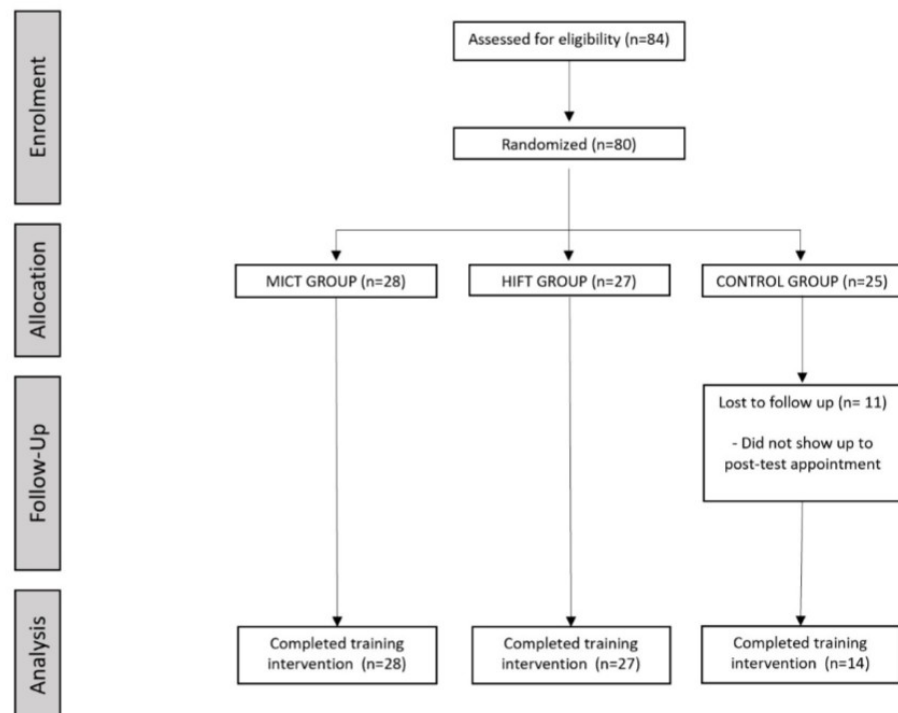 Enrolment
Assessed for eligibility (n=84)
Randomized (n=80)
Allocation
MICT GROUP (n=28)
HIFT GROUP (n=27)
CONTROL GROUP (n=25)
Follow-Up
Lost to follow up (n= 11)
- Did not show up to
post-test appointment
Analysis
Completed training
intervention (n=28)
Completed training
intervention (n=27)
Completed training
intervention (n=14)